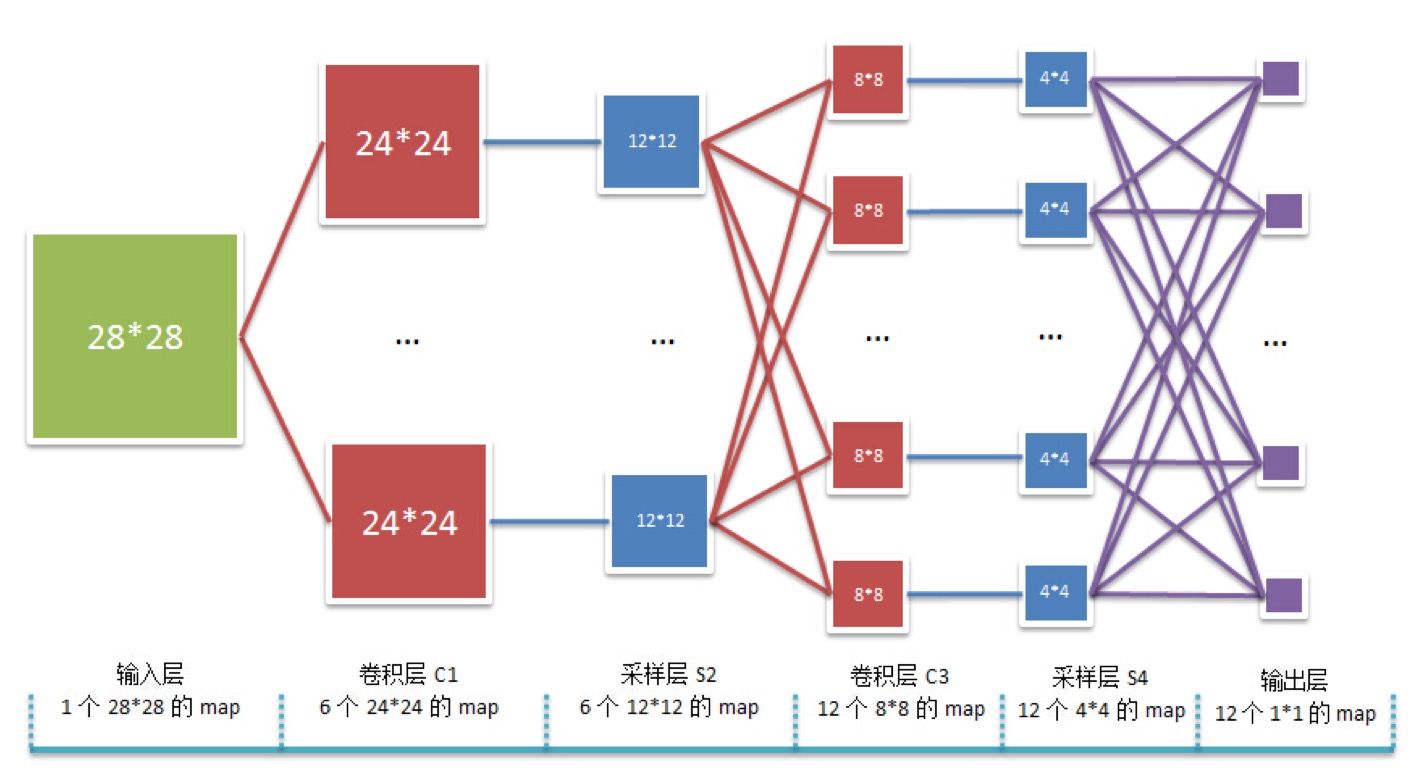 28*28
24*24
...
24*24
12*12
...
12*12
8*8
8*8
...
8*8
8*8
4*4
4*4
...
4*4
4*4
...
输入层
1 个 28*28 的 map
卷积层 C1
6 个 24*24 的 map
采样层 S2
6 个 12*12 的 map
卷积层 C3
12 个 8*8 的 map
采样层 S4
12 个 4*4 的 map
输出层
12 个 1*1 的 map